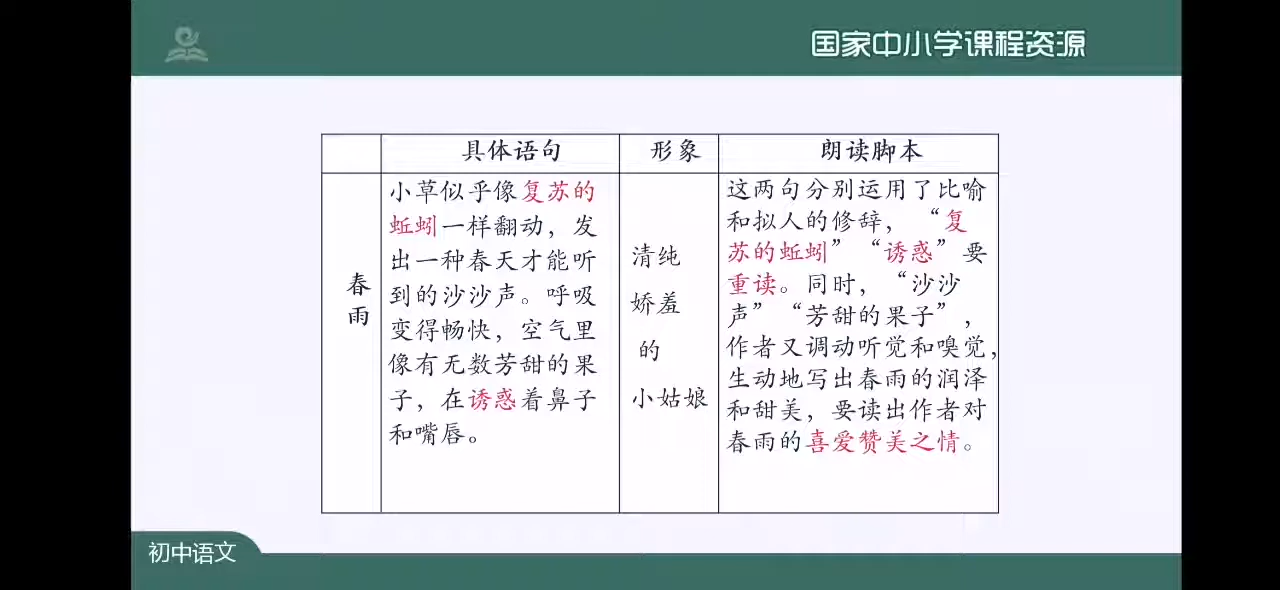 国家中小学课程资源
具体语句
形象
朗读脚本
春
雨
小草似乎像复苏的
蚯蚓一样翻动，发
出一种春天才能听
到的沙沙声。呼吸
变得畅快，空气里
像有无数芳甜的果
子，在诱惑着鼻子
和嘴唇。
清纯
娇羞
的
小姑娘
这两句分别运用了比喻
和拟人的修辞，“复
苏的蚯蚓”“诱惑”要
重读。同时，“沙沙
声”“芳甜的果子”，
作者又调动听觉和嗅觉，
生动地写出春雨的润泽
和甜美，要读出作者对
春雨的喜爱赞美之情。
初中语文